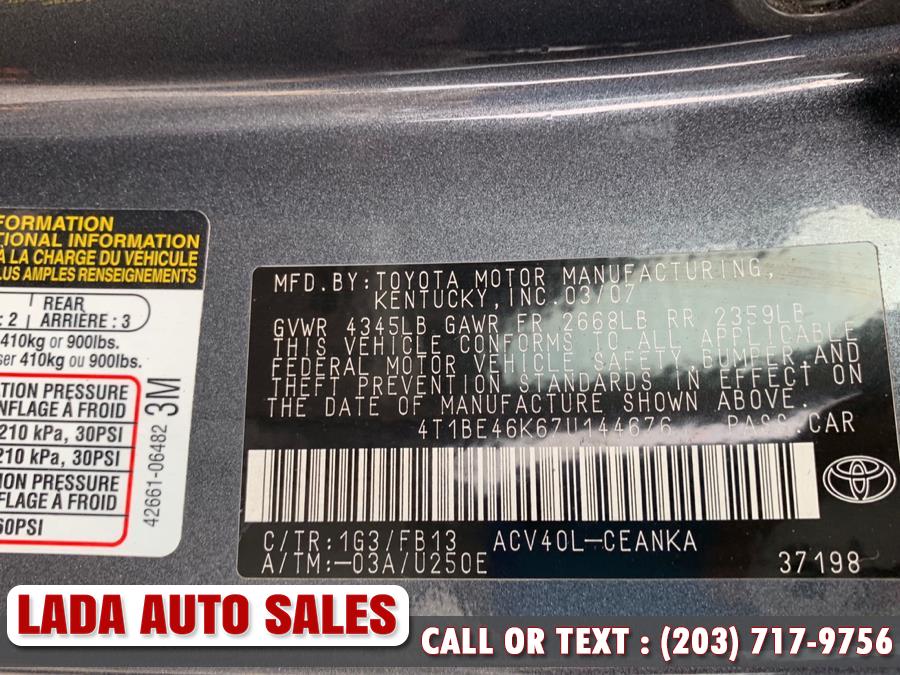 FORMATION
TIONAL INFORMATION
À LA CHARGE DU VÉHICULE
LUS AMPLES RENSEIGNEMENTS
REAR
: 2 ARRIÈRE : 3
410kg or 900lbs.
ser 410kg ou 900lbs.
TION PRESSURE
NFLAGE À FROID
210 kPa, 30PSI
210 kPa, 30PSI
ION PRESSURE
FLAGE À FROID
60PSI
42661-06482 3M
MFD.BY:TOYOTA MOTOR MANUFACTURING,
KENTUCKY,INC.03/07
GVWR 4345LB GAWR FR 2668LB RR 2359LB
THIS VEHICLE CONFORMS TO ALL APPLICABLE
FEDERAL MOTOR VEHICLE SAFETY,BUMPER,AND
THEFT PREVENTION STANDARDS IN EFFECT ON
THE DATE OF MANUFACTURE SHOWN ABOVE.
4T1BE46K67U144676 PASS.CAR
C/TR:1G3/FB13 ACV40L-CEANKA
A/TM:-03A/U250E 37198
LADA AUTO SALES
CALL OR TEXT : (203) 717-9756